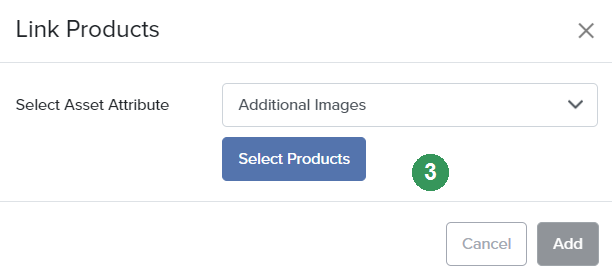 Link Products
Select Asset Attribute
Additional Images
Select Products
3
Cancel
Add